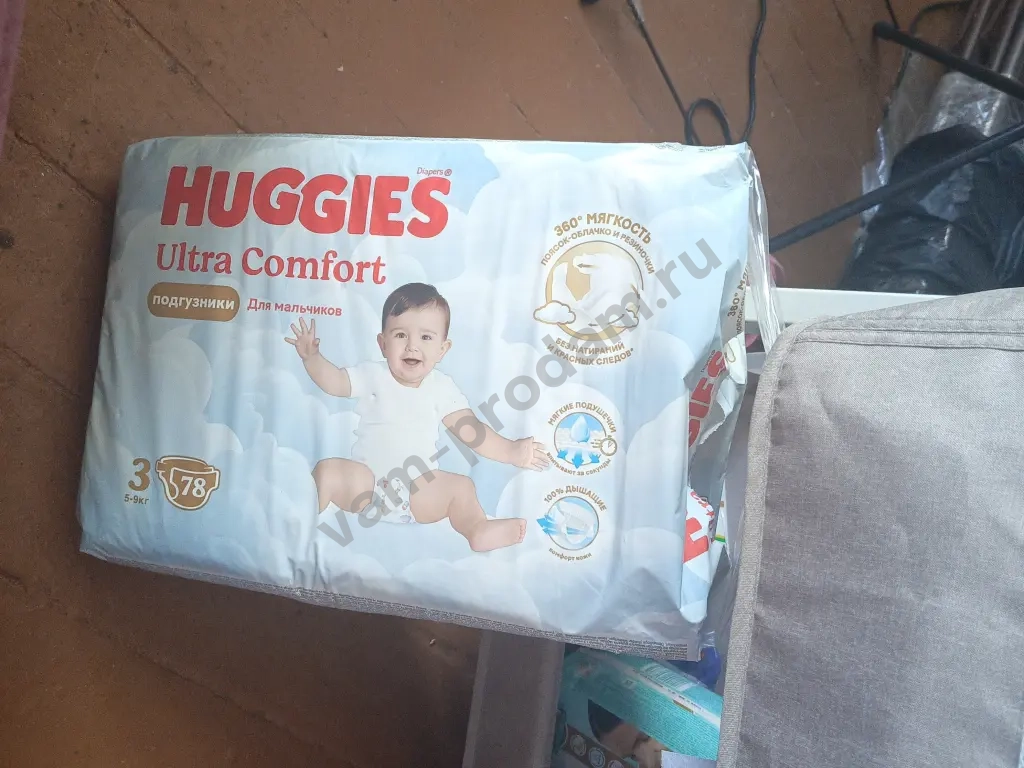 Diapers
HUGGIES
Ultra Comfort
подгузники
Для мальчиков
360° МЯГКОСТЬ
ПОЯСОК-ОБЛАЧКО И РЕЗИНОЧКИ
БЕЗ НАТИРАНИЙ
И КРАСНЫХ СЛЕДОВ*
МЯГКИЕ ПОДУШЕЧКИ
впитывают за секунды
100% ДЫШАЩИЕ
комфорт кожи
3
5-9кг
78
vam-prodam.ru